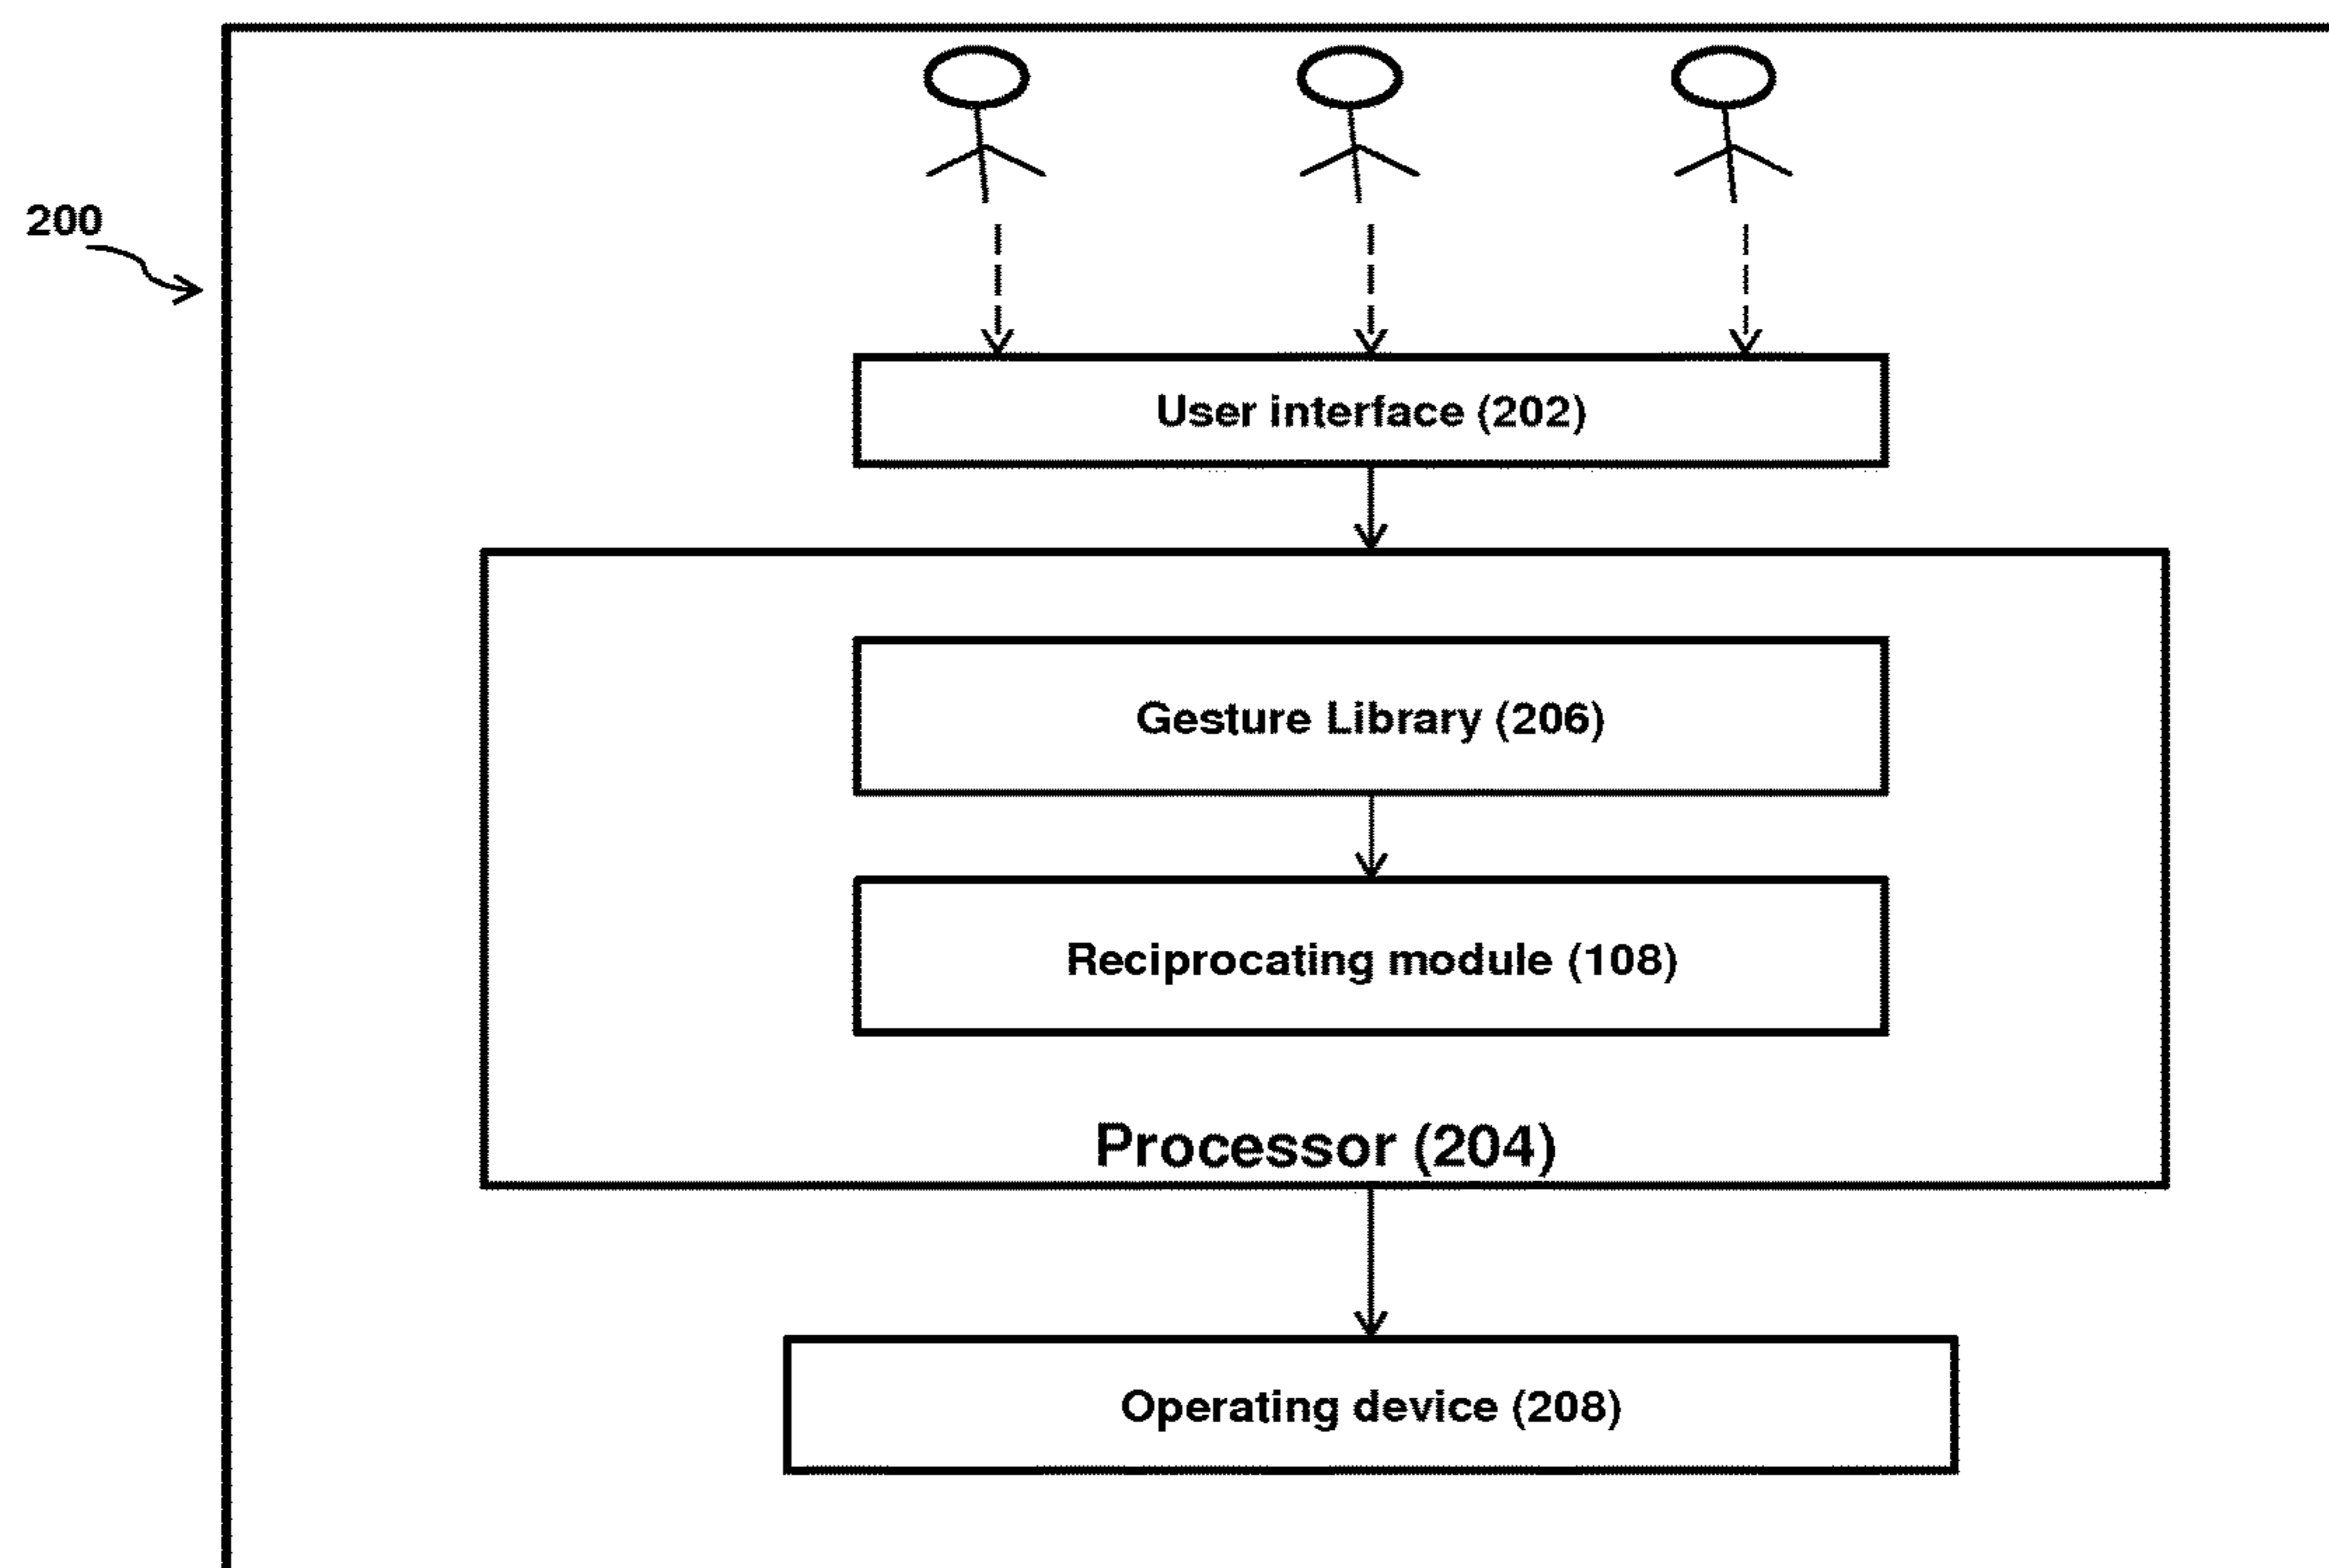 200
User interface (202)
Gesture Library (206)
Reciprocating module (108)
Processor (204)
Operating device (208)